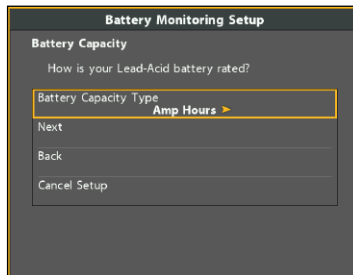 Battery Monitoring Setup
Battery Capacity
How is your Lead-Acid battery rated?
Battery Capacity Type
Amp Hours ➤
Next
Back
Cancel Setup